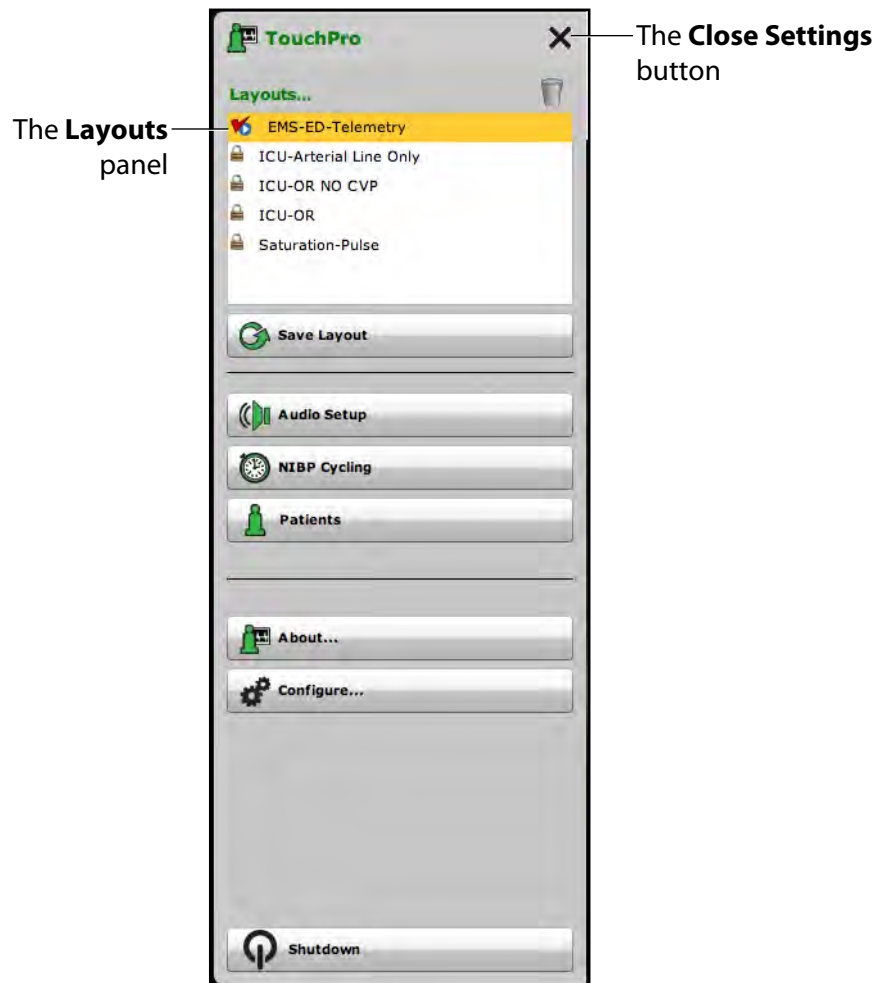 TouchPro
The Close Settings
button
Layouts...
The Layouts
panel
EMS-ED-Telemetry
ICU-Arterial Line Only
ICU-OR NO CVP
ICU-OR
Saturation-Pulse
Save Layout
Audio Setup
NIBP Cycling
Patients
About...
Configure...
Shutdown